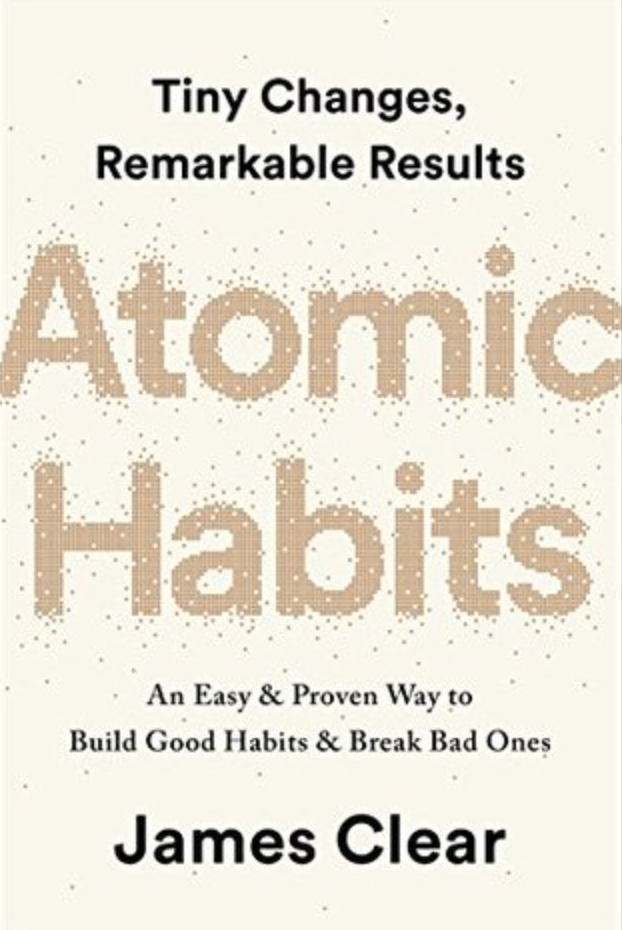 Tiny Changes,
Remarkable Results
Atomic
Habits
An Easy & Proven Way to
Build Good Habits & Break Bad Ones
James Clear